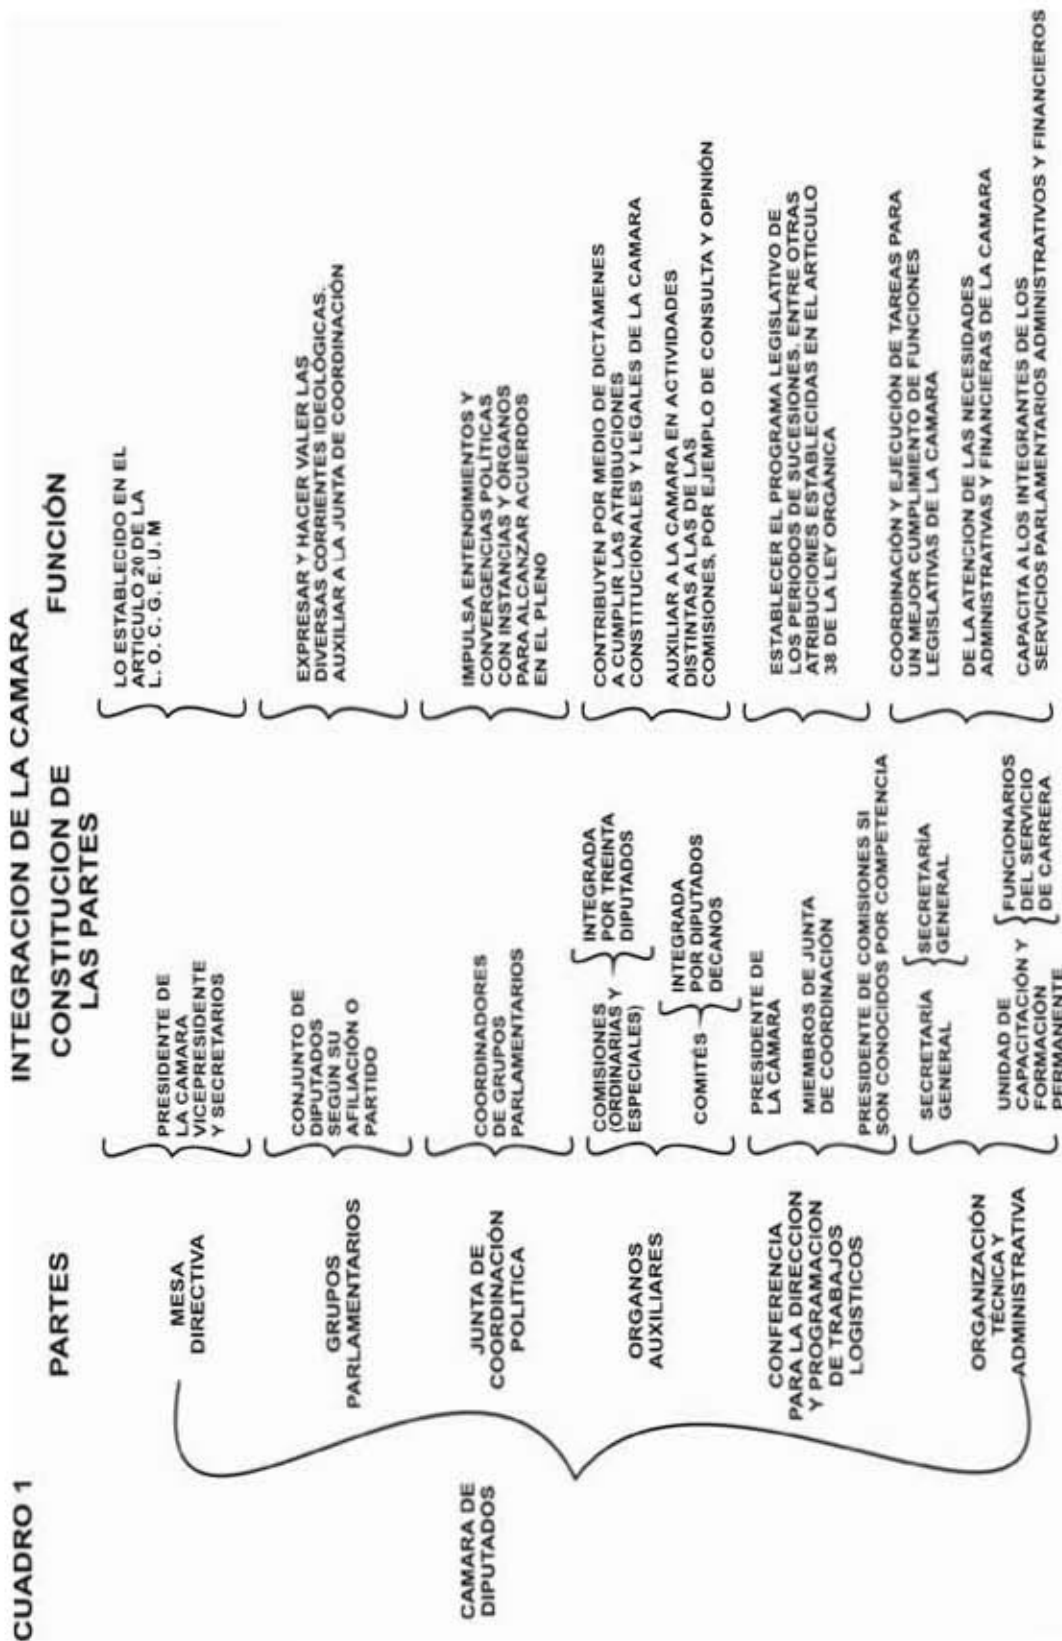 CUADRO 1
INTEGRACION DE LA CAMARA
PARTES
CONSTITUCION DE
LAS PARTES
FUNCIÓN
CAMARA DE
DIPUTADOS
MESA
DIRECTIVA
PRESIDENTE DE
LA CAMARA
VICEPRESIDENTE
Y SECRETARIOS
LO ESTABLECIDO EN EL
ARTICULO 20 DE LA
L. O. C. G. E. U. M
GRUPOS
PARLAMENTARIOS
CONJUNTO DE
DIPUTADOS
SEGÚN SU
AFILIACIÓN O
PARTIDO
EXPRESAR Y HACER VALER LAS
DIVERSAS CORRIENTES IDEOLÓGICAS.
AUXILIAR A LA JUNTA DE COORDINACIÓN
JUNTA DE
COORDINACIÓN
POLITICA
COORDINADORES
DE GRUPOS
PARLAMENTARIOS
IMPULSA ENTENDIMIENTOS Y
CONVERGENCIAS POLÍTICAS
CON INSTANCIAS Y ÓRGANOS
PARA ALCANZAR ACUERDOS
EN EL PLENO
ORGANOS
AUXILIARES
COMISIONES
(ORDINARIAS Y
ESPECIALES)
INTEGRADA
POR TREINTA
DIPUTADOS
COMITÉS
INTEGRADA
POR DIPUTADOS
DECANOS
CONTRIBUYEN POR MEDIO DE DICTÁMENES
A CUMPLIR LAS ATRIBUCIONES
CONSTITUCIONALES Y LEGALES DE LA CAMARA
AUXILIAR A LA CAMARA EN ACTIVIDADES
DISTINTAS A LAS DE LAS
COMISIONES, POR EJEMPLO DE CONSULTA Y OPINIÓN
CONFERENCIA
PARA LA DIRECCION
Y PROGRAMACION
DE TRABAJOS
LOGISTICOS
PRESIDENTE DE
LA CÁMARA
MIEMBROS DE JUNTA
DE COORDINACIÓN
PRESIDENTE DE COMISIONES SI
SON CONOCIDOS POR COMPETENCIA
ESTABLECER EL PROGRAMA LEGISLATIVO DE
LOS PERIODOS DE SUCESIONES. ENTRE OTRAS
ATRIBUCIONES ESTABLECIDAS EN EL ARTICULO
38 DE LA LEY ORGÁNICA
ORGANIZACIÓN
TÉCNICA Y
ADMINISTRATIVA
SECRETARÍA
GENERAL
SECRETARÍA
GENERAL
UNIDAD DE
CAPACITACIÓN Y
FORMACIÓN
PERMANENTE
FUNCIONARIOS
DEL SERVICIO
DE CARRERA
COORDINACIÓN Y EJECUCIÓN DE TAREAS PARA
UN MEJOR CUMPLIMIENTO DE FUNCIONES
LEGISLATIVAS DE LA CAMARA
DE LA ATENCION DE LAS NECESIDADES
ADMINISTRATIVAS Y FINANCIERAS DE LA CAMARA
CAPACITA A LOS INTEGRANTES DE LOS
SERVICIOS PARLAMENTARIOS ADMINISTRATIVOS Y FINANCIEROS